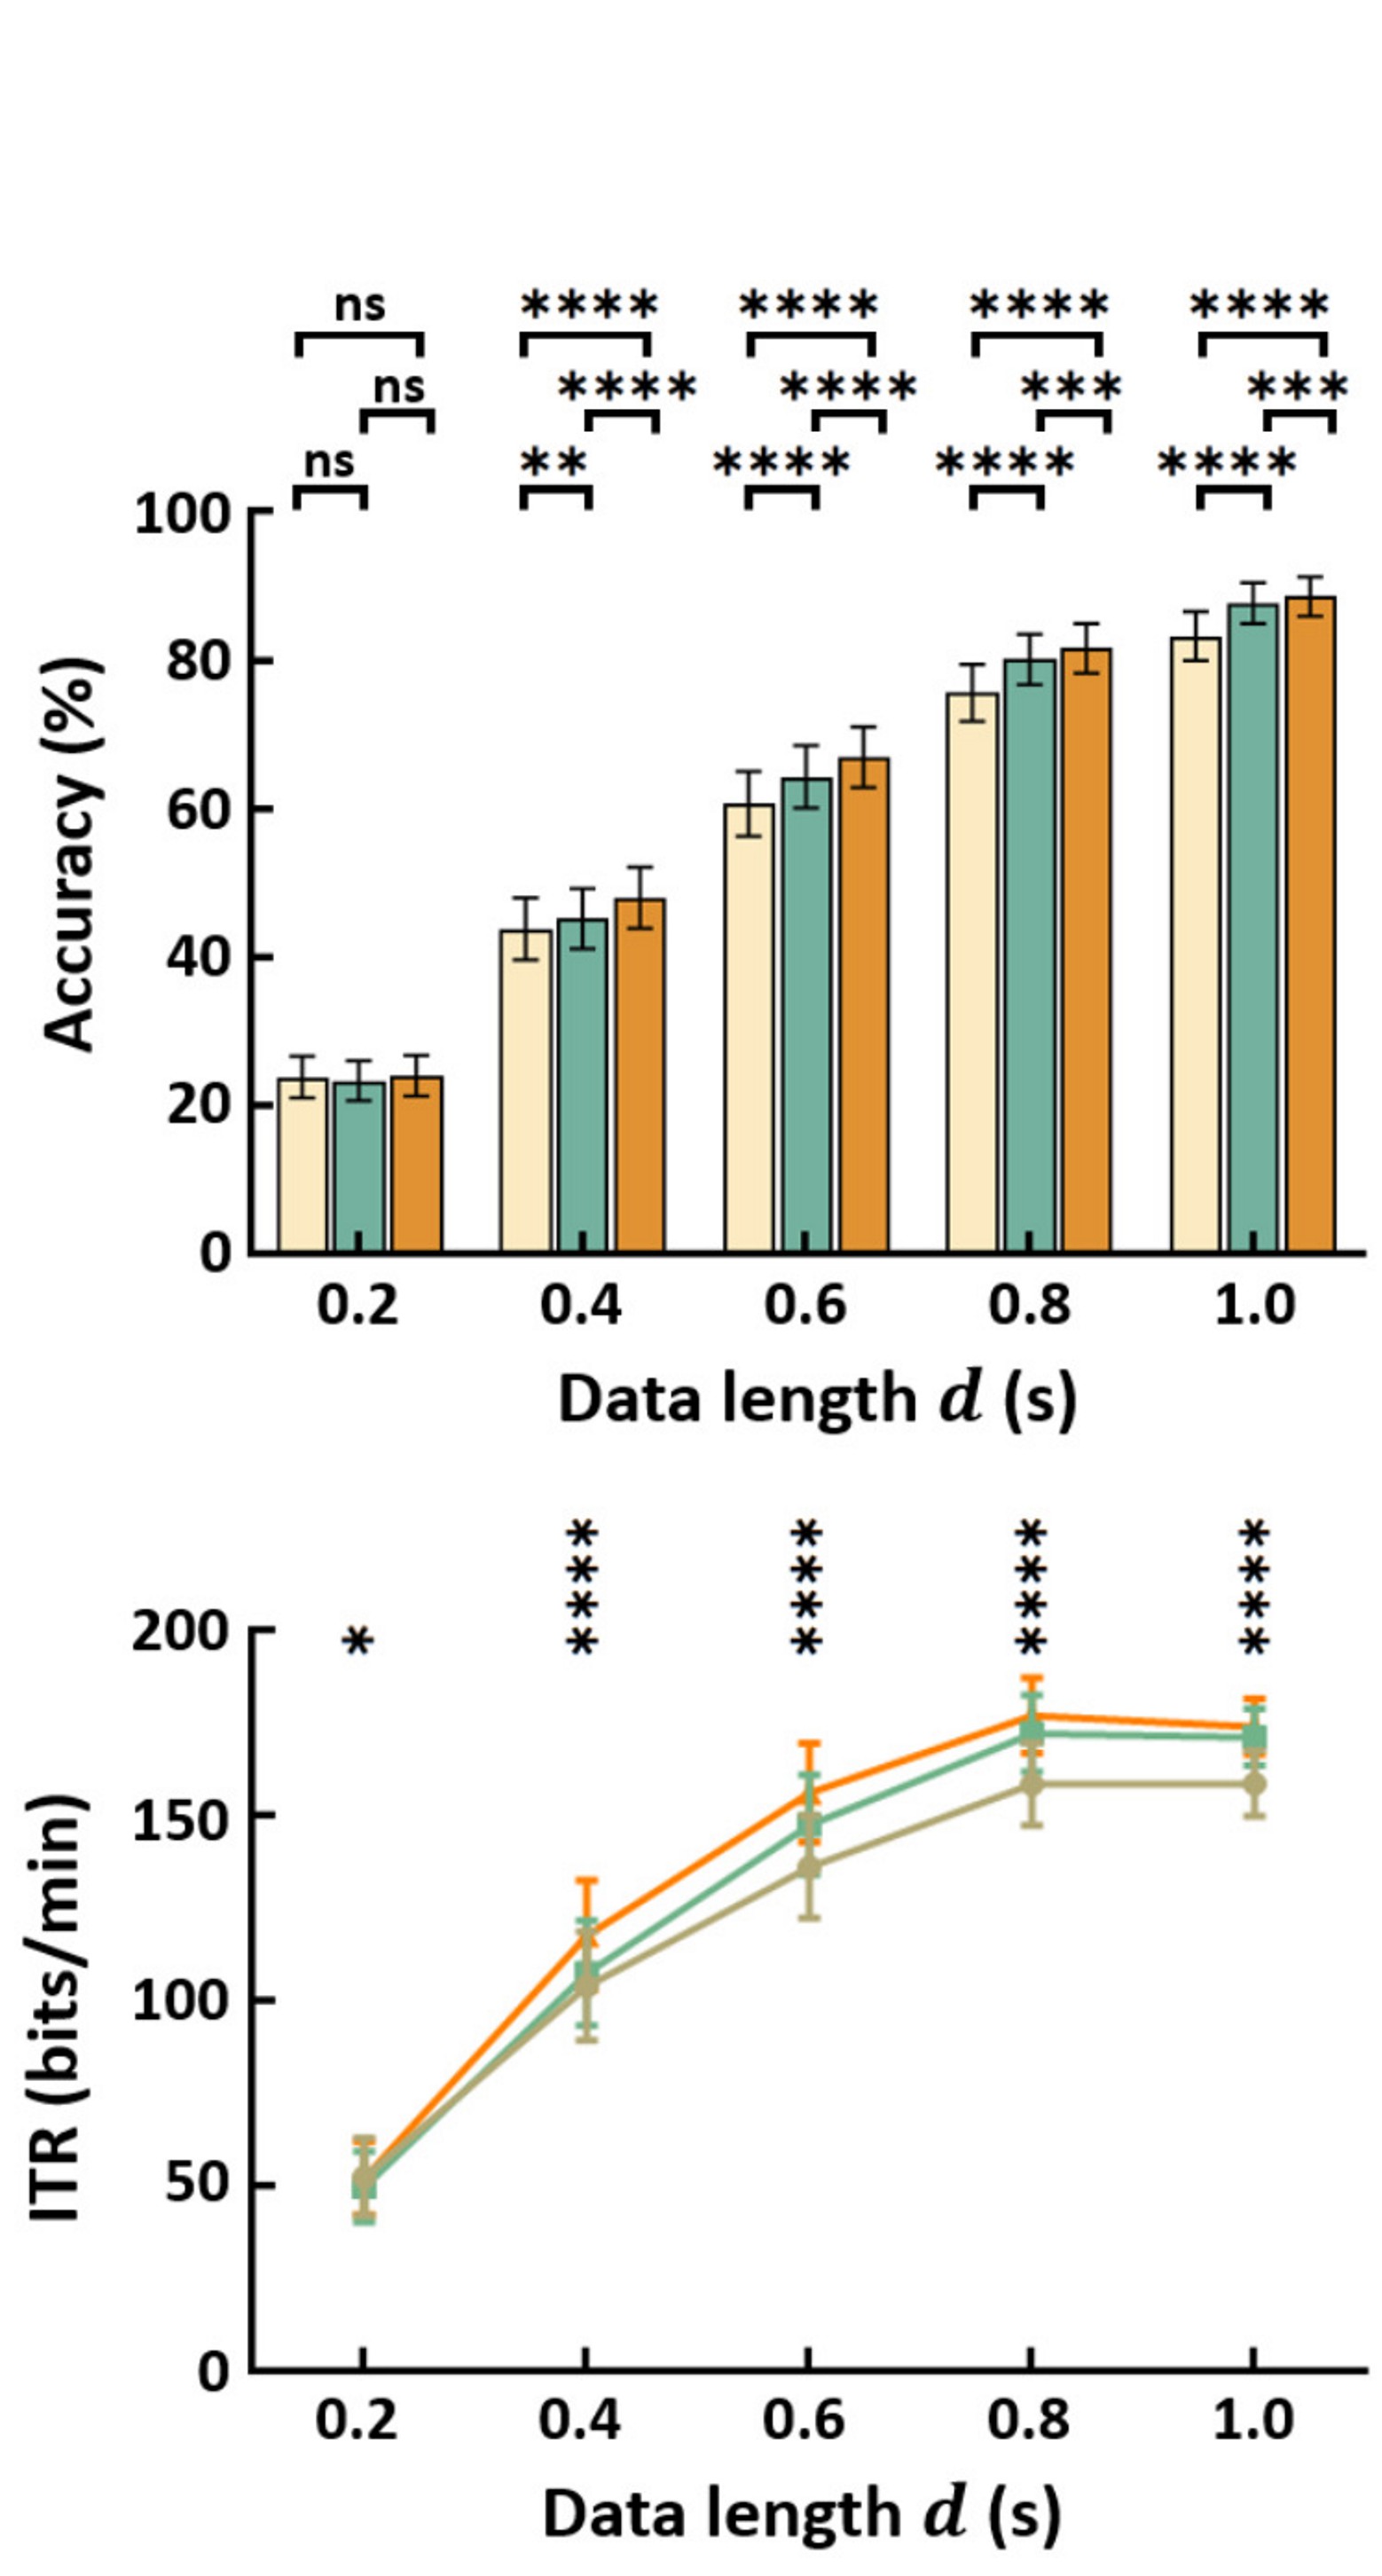 ns **** **** **** ****
ns **** **** *** ***
ns ** **** **** ****
100
80
60
40
20
0
Accuracy (%)
0.2 0.4 0.6 0.8 1.0
Data length d (s)
* **** **** **** ****
200
150
100
50
0
ITR (bits/min)
0.2 0.4 0.6 0.8 1.0
Data length d (s)